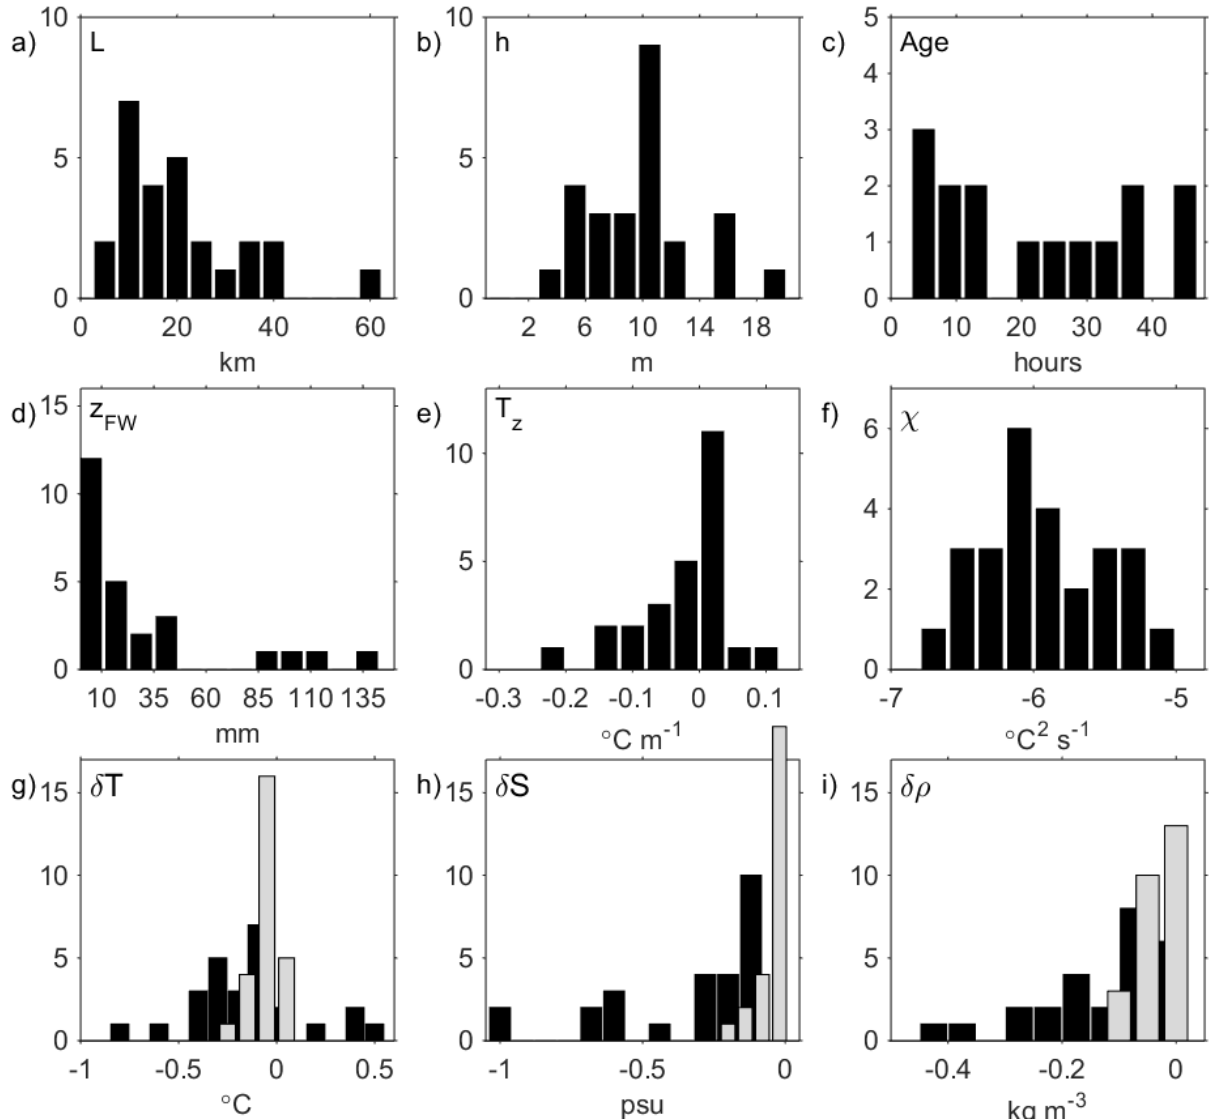 a) L
10
5
0
0 20 40 60
km
b) h
10
5
0
2 6 10 14 18
m
c) Age
5
4
3
2
1
0
0 10 20 30 40
hours
d) z_FW
15
10
5
0
10 35 60 85 110 135
mm
e) T_z
10
5
0
-0.3 -0.2 -0.1 0 0.1
°C m⁻¹
f) χ
6
4
2
0
-7 -6 -5
°C² s⁻¹
g) δT
15
10
5
0
-1 -0.5 0 0.5
°C
h) δS
15
10
5
0
-1 -0.5 0
psu
i) δρ
15
10
5
0
-0.4 -0.2 0
kg m⁻³